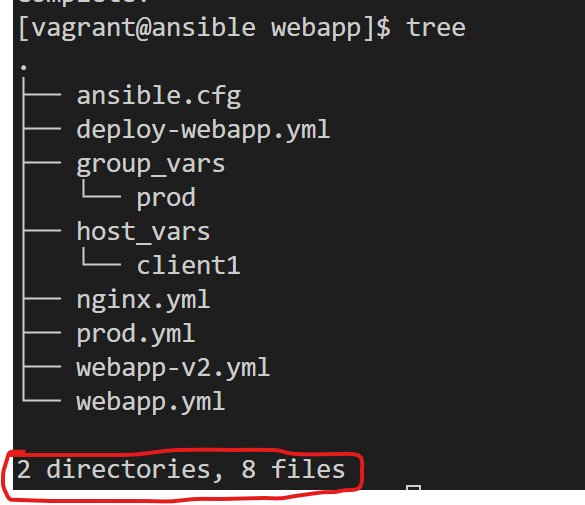 Complete!
[vagrant@ansible webapp]$ tree
.
├── ansible.cfg
├── deploy-webapp.yml
├── group_vars
│   └── prod
├── host_vars
│   └── client1
├── nginx.yml
├── prod.yml
├── webapp-v2.yml
└── webapp.yml
2 directories, 8 files